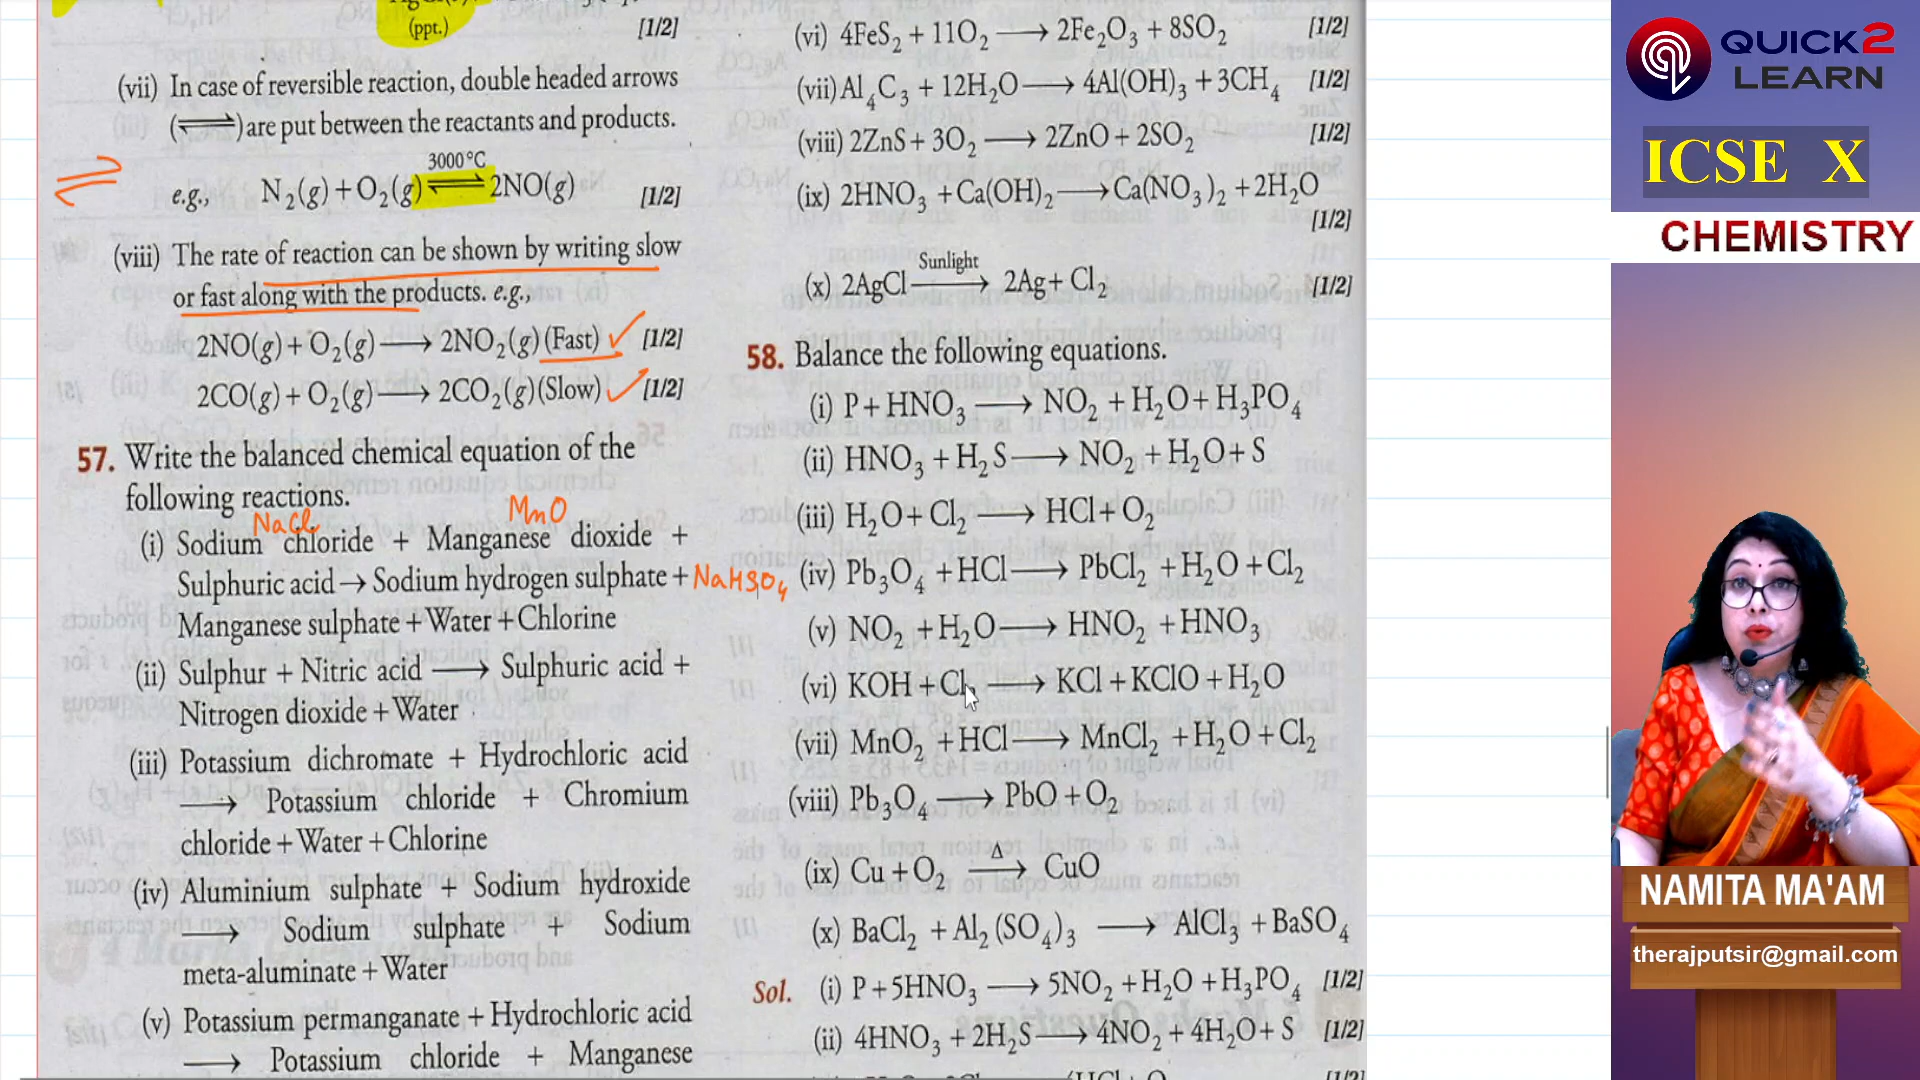 (ppt.) [1/2]
(vii) In case of reversible reaction, double headed arrows
(⇌) are put between the reactants and products.
e.g., N₂(g) + O₂(g) ⇌ 2NO(g) [1/2]
3000°C
(viii) The rate of reaction can be shown by writing slow
or fast along with the products. e.g.,
2NO(g) + O₂(g) ⟶ 2NO₂(g) (Fast) [1/2]
2CO(g) + O₂(g) ⟶ 2CO₂(g) (Slow) [1/2]
57. Write the balanced chemical equation of the
following reactions.
NaCl MnO
(i) Sodium chloride + Manganese dioxide +
Sulphuric acid → Sodium hydrogen sulphate + NaHSO₄
Manganese sulphate + Water + Chlorine
(ii) Sulphur + Nitric acid ⟶ Sulphuric acid +
Nitrogen dioxide + Water
(iii) Potassium dichromate + Hydrochloric acid
⟶ Potassium chloride + Chromium
chloride + Water + Chlorine
(iv) Aluminium sulphate + Sodium hydroxide
⟶ Sodium sulphate + Sodium
meta-aluminate + Water
(v) Potassium permanganate + Hydrochloric acid
⟶ Potassium chloride + Manganese
(vi) 4FeS₂ + 11O₂ ⟶ 2Fe₂O₃ + 8SO₂ [1/2]
(vii) Al₄C₃ + 12H₂O ⟶ 4Al(OH)₃ + 3CH₄ [1/2]
(viii) 2ZnS + 3O₂ ⟶ 2ZnO + 2SO₂ [1/2]
(ix) 2HNO₃ + Ca(OH)₂ ⟶ Ca(NO₃)₂ + 2H₂O
[1/2]
Sunlight
(x) 2AgCl ⟶ 2Ag + Cl₂ [1/2]
58. Balance the following equations.
(i) P + HNO₃ ⟶ NO₂ + H₂O + H₃PO₄
(ii) HNO₃ + H₂S ⟶ NO₂ + H₂O + S
(iii) H₂O + Cl₂ ⟶ HCl + O₂
(iv) Pb₃O₄ + HCl ⟶ PbCl₂ + H₂O + Cl₂
(v) NO₂ + H₂O ⟶ HNO₂ + HNO₃
(vi) KOH + Cl₂ ⟶ KCl + KClO + H₂O
(vii) MnO₂ + HCl ⟶ MnCl₂ + H₂O + Cl₂
(viii) Pb₃O₄ ⟶ PbO + O₂
Δ
(ix) Cu + O₂ ⟶ CuO
(x) BaCl₂ + Al₂(SO₄)₃ ⟶ AlCl₃ + BaSO₄
Sol. (i) P + 5HNO₃ ⟶ 5NO₂ + H₂O + H₃PO₄ [1/2]
(ii) 4HNO₃ + 2H₂S ⟶ 4NO₂ + 4H₂O + S [1/2]
QUICK2
LEARN
ICSE X
CHEMISTRY
NAMITA MA'AM
therajputsir@gmail.com